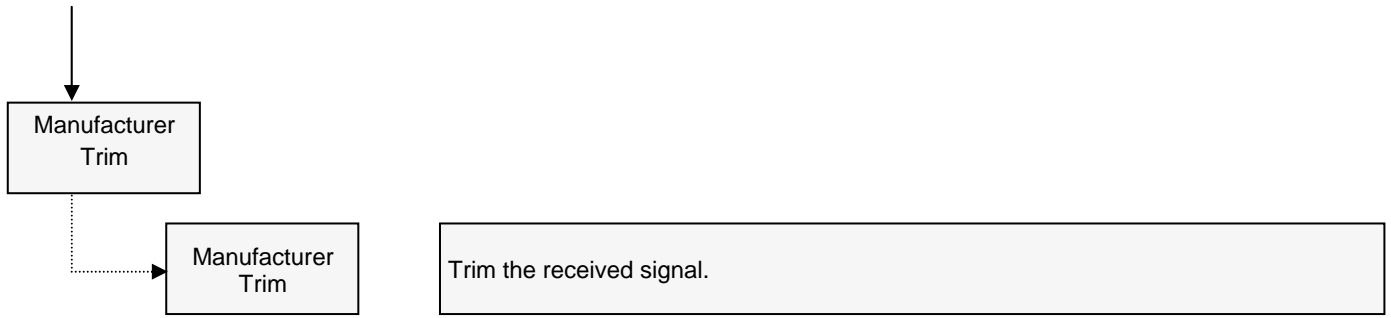 Manufacturer
Trim
Manufacturer
Trim
Trim the received signal.